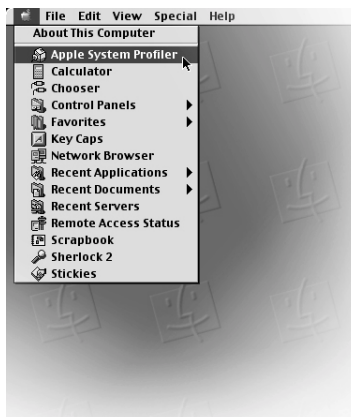 File Edit View Special Help
About This Computer
Apple System Profiler
Calculator
Chooser
Control Panels
Favorites
Key Caps
Network Browser
Recent Applications
Recent Documents
Recent Servers
Remote Access Status
Scrapbook
Sherlock 2
Stickies